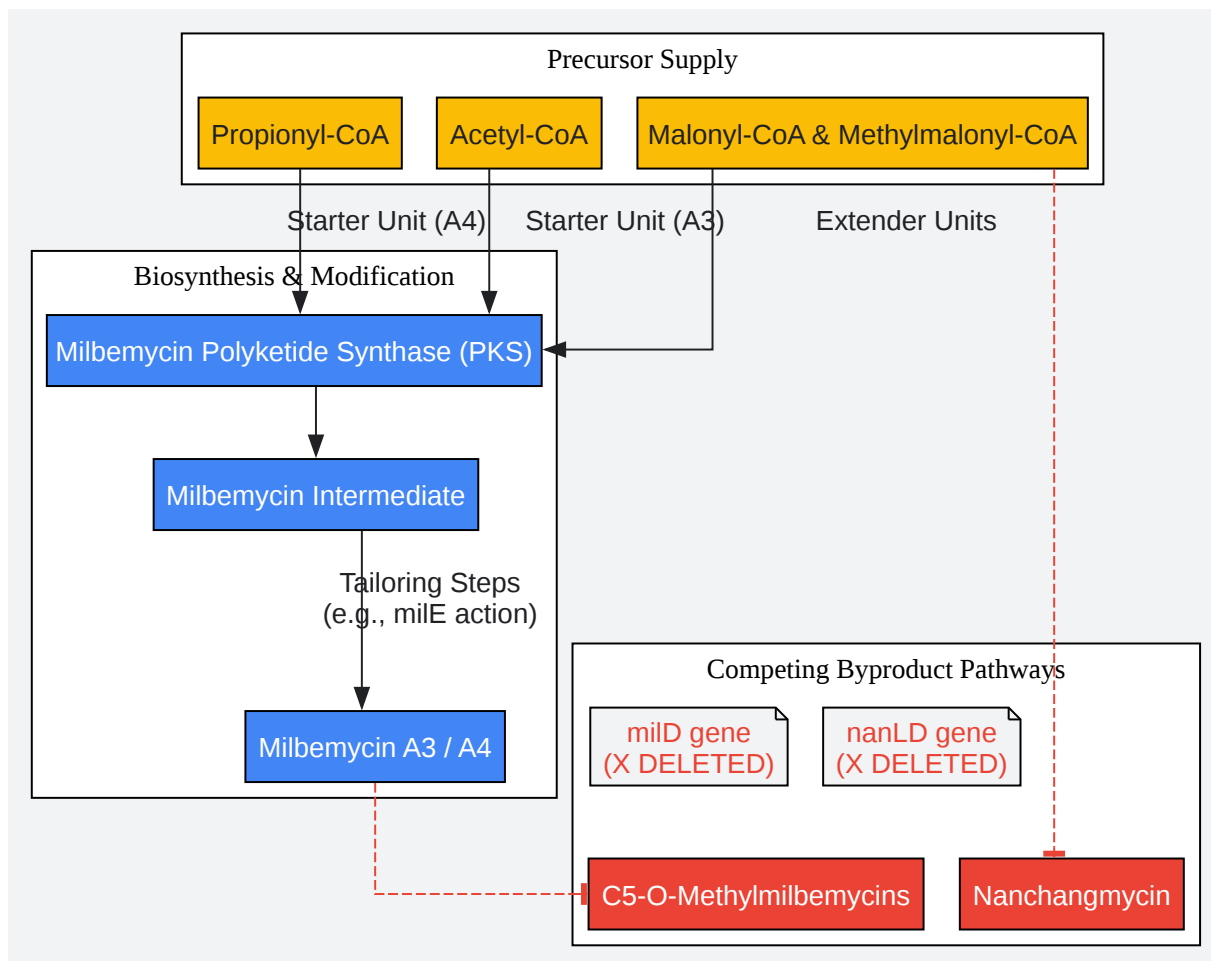 Precursor Supply
Propionyl-CoA
Acetyl-CoA
Malonyl-CoA & Methylmalonyl-CoA
Starter Unit (A4)
Starter Unit (A3)
Extender Units
Biosynthesis & Modification
Milbemycin Polyketide Synthase (PKS)
Milbemycin Intermediate
Tailoring Steps
(e.g., milE action)
Milbemycin A3 / A4
Competing Byproduct Pathways
milD gene
(X DELETED)
nanLD gene
(X DELETED)
C5-O-Methylmilbemycins
Nanchangmycin